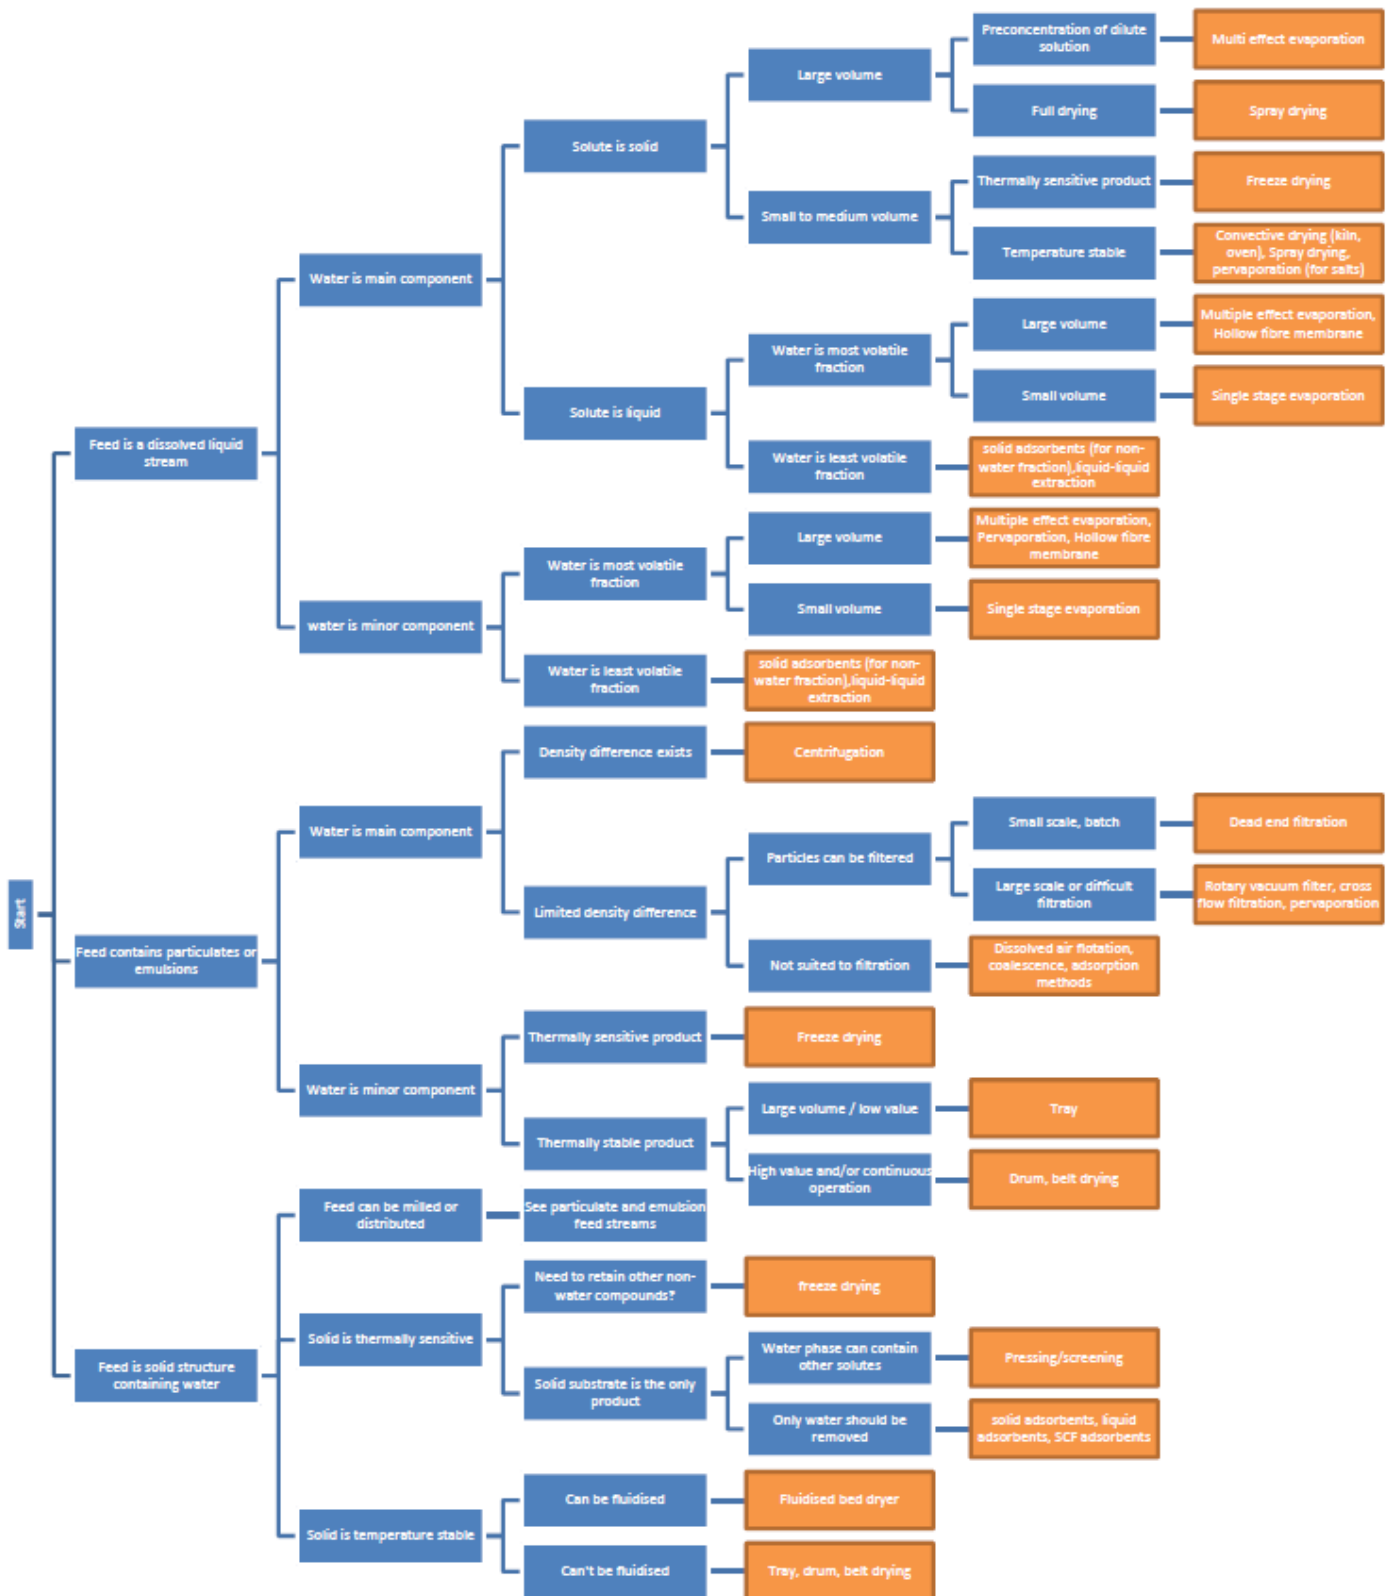 Start
Feed is a dissolved liquid
stream
Water is main component
Solute is solid
Large volume
Preconcentration of dilute
solution
Multi effect evaporation
Full drying
Spray drying
Small to medium volume
Thermally sensitive product
Freeze drying
Temperature stable
Convective drying (kiln,
oven), Spray drying,
pervaporation (for salts)
Solute is liquid
Water is most volatile
fraction
Large volume
Multiple effect evaporation,
Hollow fibre membrane
Small volume
Single stage evaporation
Water is least volatile
fraction
solid adsorbents (for non-
water fraction),liquid-liquid
extraction
water is minor component
Water is most volatile
fraction
Large volume
Multiple effect evaporation,
Pervaporation, Hollow fibre
membrane
Small volume
Single stage evaporation
Water is least volatile
fraction
solid adsorbents (for non-
water fraction),liquid-liquid
extraction
Feed contains particulates or
emulsions
Water is main component
Density difference exists
Centrifugation
Limited density difference
Particles can be filtered
Small scale, batch
Dead end filtration
Large scale or difficult
filtration
Rotary vacuum filter, cross
flow filtration, pervaporation
Not suited to filtration
Dissolved air flotation,
coalescence, adsorption
methods
Water is minor component
Thermally sensitive product
Freeze drying
Thermally stable product
Large volume / low value
Tray
High value and/or continuous
operation
Drum, belt drying
Feed is solid structure
containing water
Feed can be milled or
distributed
See particulate and emulsion
feed streams
Solid is thermally sensitive
Need to retain other non-
water compounds?
freeze drying
Solid substrate is the only
product
Water phase can contain
other solutes
Pressing/screening
Only water should be
removed
solid adsorbents, liquid
adsorbents, SCF adsorbents
Solid is temperature stable
Can be fluidised
Fluidised bed dryer
Can't be fluidised
Tray, drum, belt drying